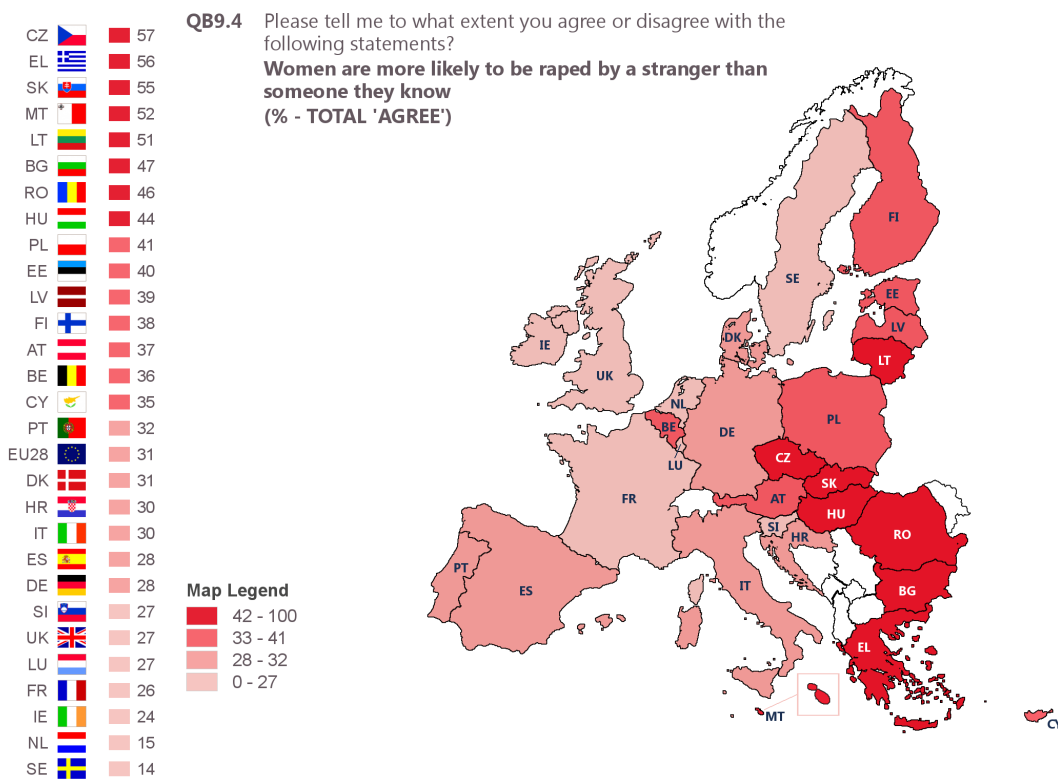 QB9.4 Please tell me to what extent you agree or disagree with the
following statements?
Women are more likely to be raped by a stranger than
someone they know
(% - TOTAL 'AGREE')
CZ 57
EL 56
SK 55
MT 52
LT 51
BG 47
RO 46
HU 44
PL 41
EE 40
LV 39
FI 38
AT 37
BE 36
CY 35
PT 32
EU28 31
DK 31
HR 30
IT 30
ES 28
DE 28
SI 27
UK 27
LU 27
FR 26
IE 24
NL 15
SE 14
Map Legend
42 - 100
33 - 41
28 - 32
0 - 27
FI
SE
EE
LV
LT
DK
IE
UK
NL
BE
LU
DE
PL
CZ
SK
AT
HU
FR
SI
HR
RO
PT
ES
IT
BG
EL
MT
CY